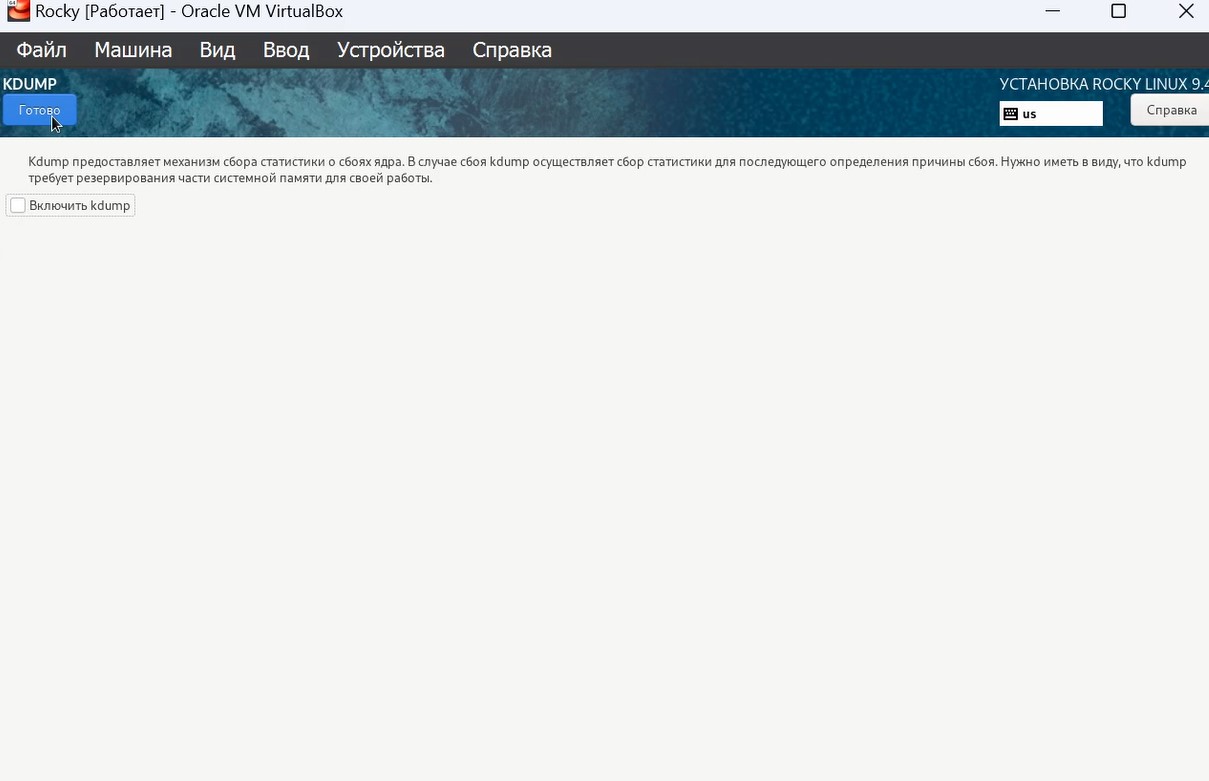 Rocky [Работает] - Oracle VM VirtualBox
Файл Машина Вид Ввод Устройства Справка
KDUMP
УСТАНОВКА ROCKY LINUX 9.4
Готово
us
Справка
Kdump предоставляет механизм сбора статистики о сбоях ядра. В случае сбоя kdump осуществляет сбор статистики для последующего определения причины сбоя. Нужно иметь в виду, что kdump
требует резервирования части системной памяти для своей работы.
Включить kdump